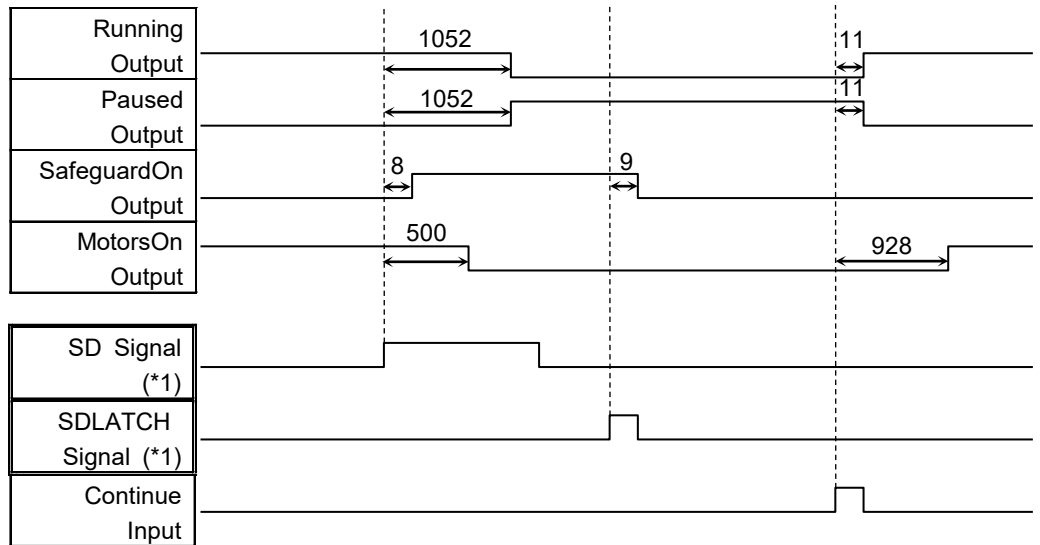 Running
Output
1052
11
Paused
Output
1052
11
SafeguardOn
Output
8
9
MotorsOn
Output
500
928
SD Signal
(*1)
SDLATCH
Signal (*1)
Continue
Input